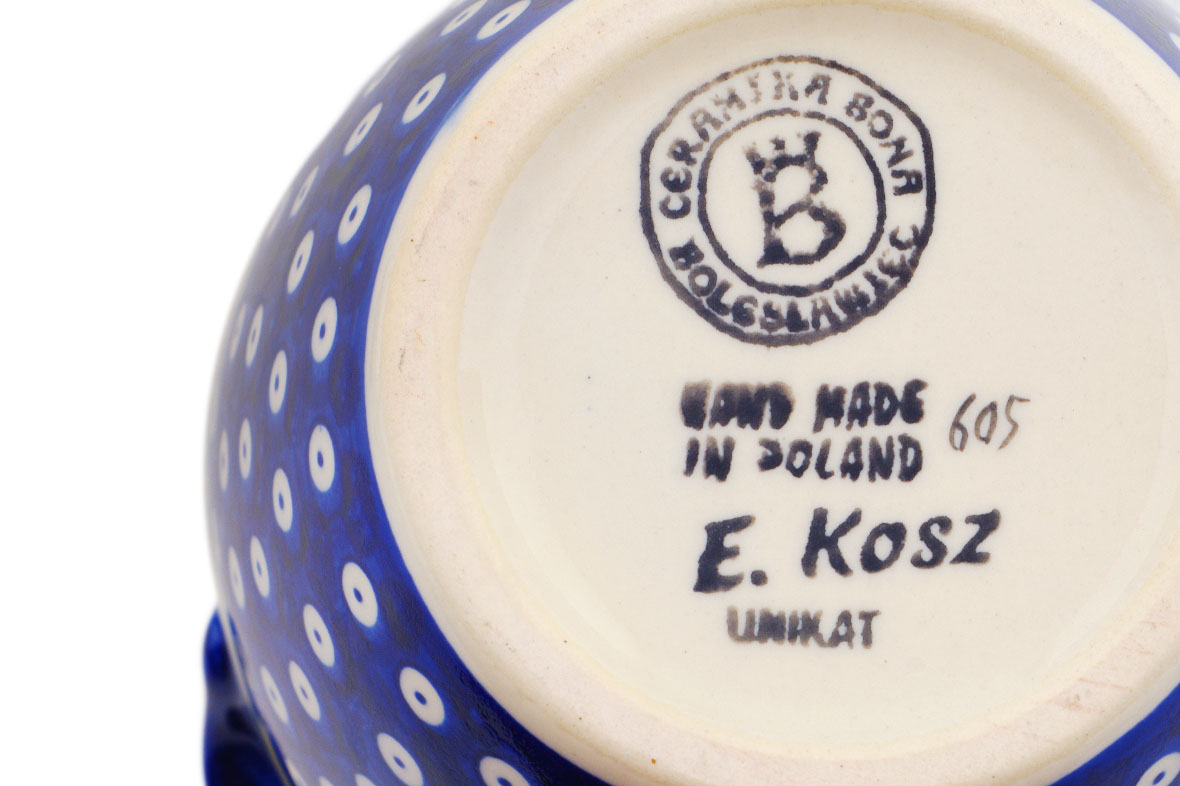 CERAMIKA BONA
BOLESŁAWIEC
B
HAND MADE
IN POLAND
605
E. KOSZ
UNIKAT